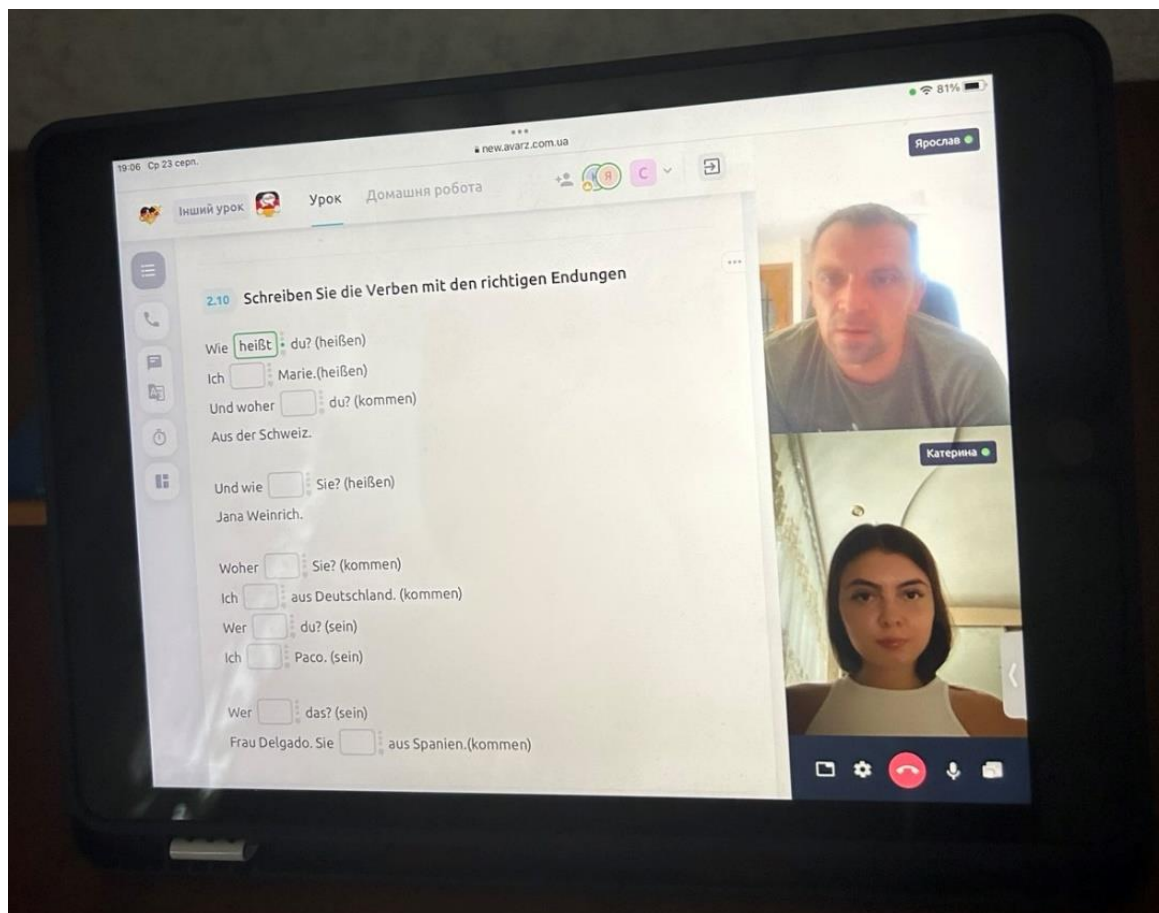 19:06 Ср 23 серп.
new.avarz.com.ua
81%
Інший урок
Урок
Домашня робота
Я
С
2.10 Schreiben Sie die Verben mit den richtigen Endungen
Wie heißt du? (heißen)
Ich Marie.(heißen)
Und woher du? (kommen)
Aus der Schweiz.
Und wie Sie? (heißen)
Jana Weinrich.
Woher Sie? (kommen)
Ich aus Deutschland. (kommen)
Wer du? (sein)
Ich Paco. (sein)
Wer das? (sein)
Frau Delgado. Sie aus Spanien.(kommen)
Ярослав
Катерина